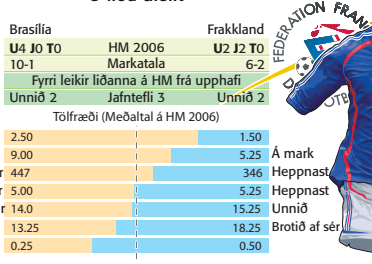 Brasilía Frakkland
U4 J0 T0 HM 2006 U2 J2 T0
10-1 Markatala 6-2
Fyrri leikir liðanna á HM frá upphafi
Unnið 2 Jafntefli 3 Unnið 2
Tölfræði (Meðaltal á HM 2006)
2.50 1.50
9.00 5.25 Á mark
447 346 Heppnast
5.00 5.25 Heppnast
14.0 15.25 Unnið
13.25 18.25 Brotið af sér
0.25 0.50
FEDERATION FRAN